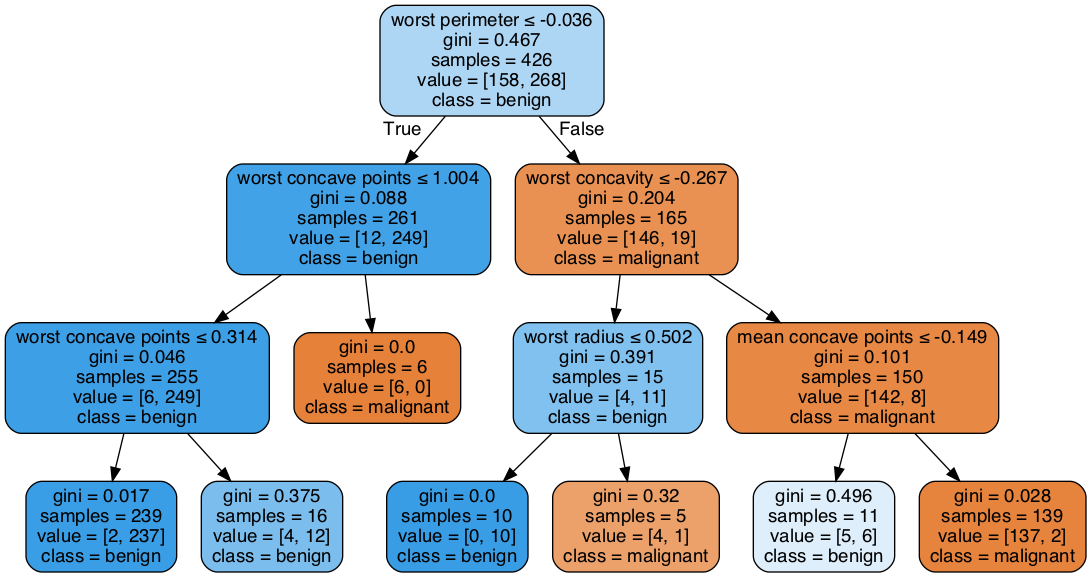 worst perimeter ≤ -0.036
gini = 0.467
samples = 426
value = [158, 268]
class = benign
True
False
worst concave points ≤ 1.004
gini = 0.088
samples = 261
value = [12, 249]
class = benign
worst concavity ≤ -0.267
gini = 0.204
samples = 165
value = [146, 19]
class = malignant
worst concave points ≤ 0.314
gini = 0.046
samples = 255
value = [6, 249]
class = benign
gini = 0.0
samples = 6
value = [6, 0]
class = malignant
worst radius ≤ 0.502
gini = 0.391
samples = 15
value = [4, 11]
class = benign
mean concave points ≤ -0.149
gini = 0.101
samples = 150
value = [142, 8]
class = malignant
gini = 0.017
samples = 239
value = [2, 237]
class = benign
gini = 0.375
samples = 16
value = [4, 12]
class = benign
gini = 0.0
samples = 10
value = [0, 10]
class = benign
gini = 0.32
samples = 5
value = [4, 1]
class = malignant
gini = 0.496
samples = 11
value = [5, 6]
class = benign
gini = 0.028
samples = 139
value = [137, 2]
class = malignant